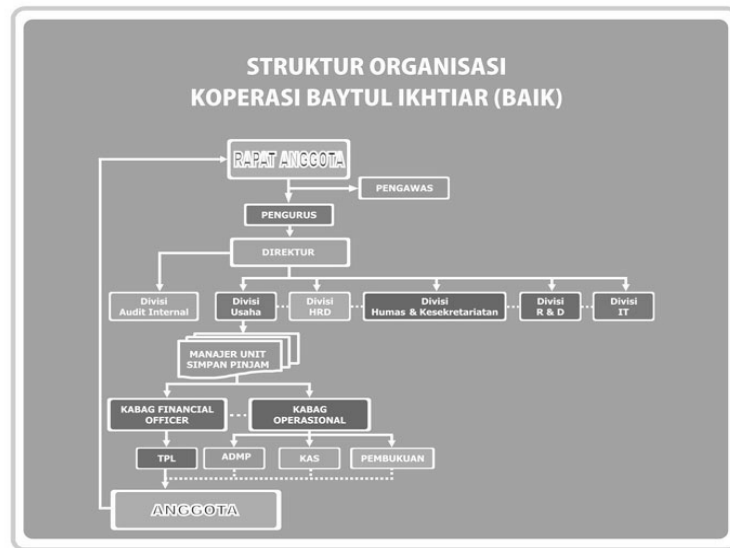 STRUKTUR ORGANISASI
KOPERASI BAYTUL IKHTIAR (BAIK)
RAPAT ANGGOTA
PENGAWAS
PENGURUS
DIREKTUR
Divisi
Audit Internal
Divisi
Usaha
Divisi
HRD
Divisi
Humas & Kesekretariatan
Divisi
R & D
Divisi
IT
MANAJER UNIT
SIMPAN PINJAM
KABAG FINANCIAL
OFFICER
KABAG
OPERASIONAL
TPL
ADMP
KAS
PEMBUKUAN
ANGGOTA